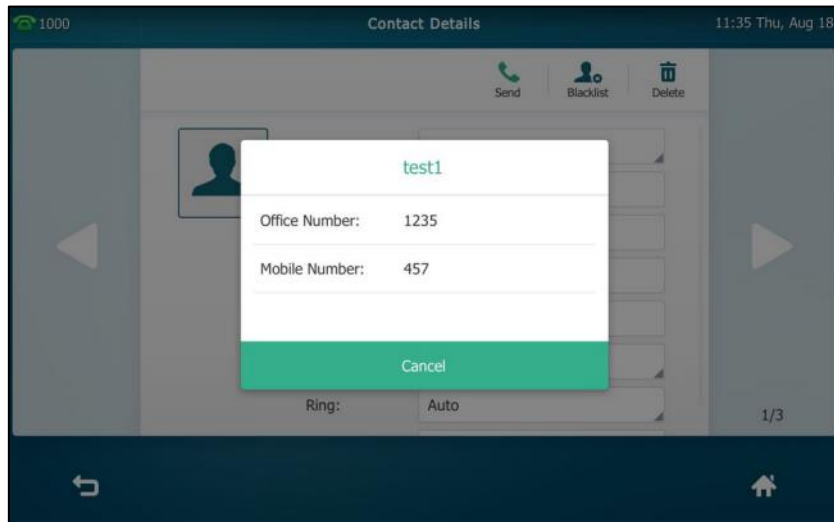 1000 Contact Details 11:35 Thu, Aug 18
Send Blacklist Delete
test1
Office Number: 1235
Mobile Number: 457
Cancel
Ring: Auto
1/3